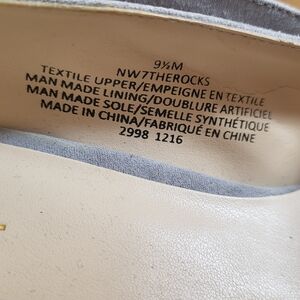 9½M
NW7THEROCKS
TEXTILE UPPER/EMPEIGNE EN TEXTILE
MAN MADE LINING/DOUBLURE ARTIFICIEL
MAN MADE SOLE/SEMELLE SYNTHÉTIQUE
MADE IN CHINA/FABRIQUÉ EN CHINE
2998 1216